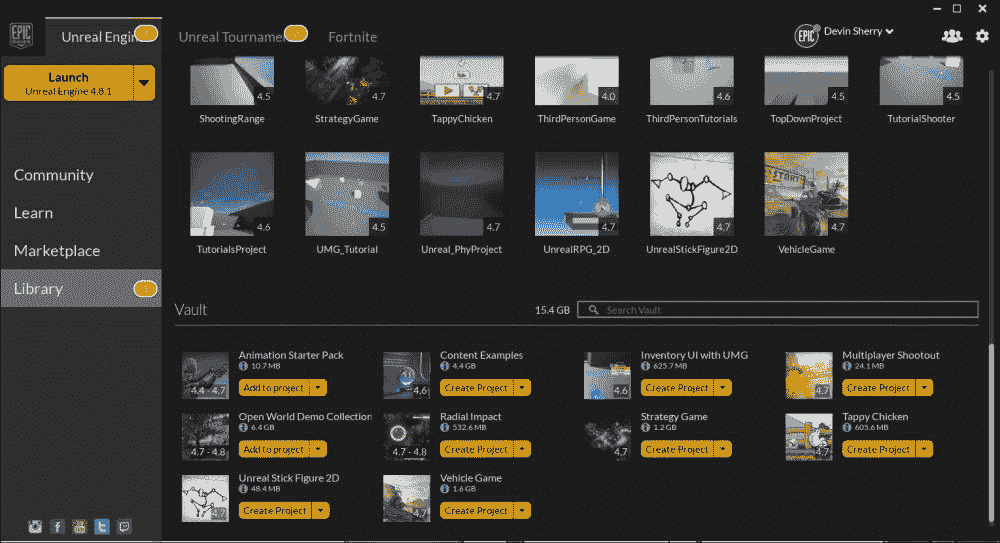 Unreal Engin
Unreal Tourname
Fortnite
EPIC GAMES
EPIC
Devin Sherry
Launch
Unreal Engine 4.8.1
4.5
4.7
4.7
4.0
4.6
4.5
4.5
ShootingRange
StrategyGame
TappyChicken
ThirdPersonGame
ThirdPersonTutorials
TopDownProject
TutorialShooter
Community
Learn
Marketplace
Library
START
4.6
4.5
4.7
4.7
4.7
4.7
TutorialsProject
UMG_Tutorial
Unreal_PhyProject
UnrealRPG_2D
UnrealStickFigure2D
VehicleGame
Vault
15.4 GB
Search Vault
Animation Starter Pack
10.7 MB
4.4 - 4.7
Add to project
Content Examples
4.4 GB
4.6
Create Project
Inventory UI with UMG
625.7 MB
4.6
Create Project
Multiplayer Shootout
24.1 MB
4.7
Create Project
Open World Demo Collection
6.4 GB
4.7 - 4.8
Add to project
Radial Impact
532.6 MB
4.7 - 4.8
Create Project
Strategy Game
1.2 GB
4.7
Create Project
Tappy Chicken
605.6 MB
4.7
Create Project
Unreal Stick Figure 2D
48.4 MB
4.7
Create Project
Vehicle Game
1.6 GB
4.7
Create Project